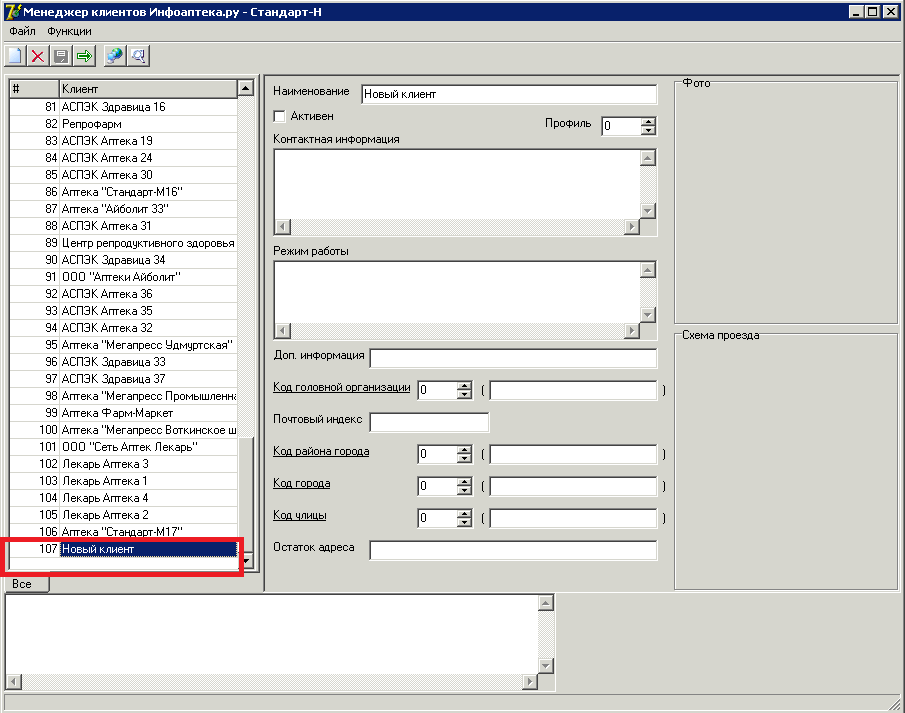 Менеджер клиентов Инфоаптека.ру - Стандарт-Н
Файл Функции
# Клиент
81 АСПЭК Здравица 16
82 Репрофарм
83 АСПЭК Аптека 19
84 АСПЭК Аптека 24
85 АСПЭК Аптека 30
86 Аптека "Стандарт-М16"
87 Аптека "Айболит 33"
88 АСПЭК Аптека 31
89 Центр репродуктивного здоровья
90 АСПЭК Здравица 34
91 ООО "Аптеки Айболит"
92 АСПЭК Аптека 36
93 АСПЭК Аптека 35
94 АСПЭК Аптека 32
95 Аптека "Мегапресс Удмуртская"
96 АСПЭК Здравица 33
97 АСПЭК Здравица 37
98 Аптека "Мегапресс Промышленна
99 Аптека Фарм-Маркет
100 Аптека "Мегапресс Воткинское ш
101 ООО "Сеть Аптек Лекарь"
102 Лекарь Аптека 3
103 Лекарь Аптека 1
104 Лекарь Аптека 4
105 Лекарь Аптека 2
106 Аптека "Стандарт-М17"
107 Новый клиент
Все
Наименование Новый клиент
Активен
Профиль 0
Контактная информация
Режим работы
Доп. информация
Код головной организации 0 ( )
Почтовый индекс
Код района города 0 ( )
Код города 0 ( )
Код улицы 0 ( )
Остаток адреса
Фото
Схема проезда